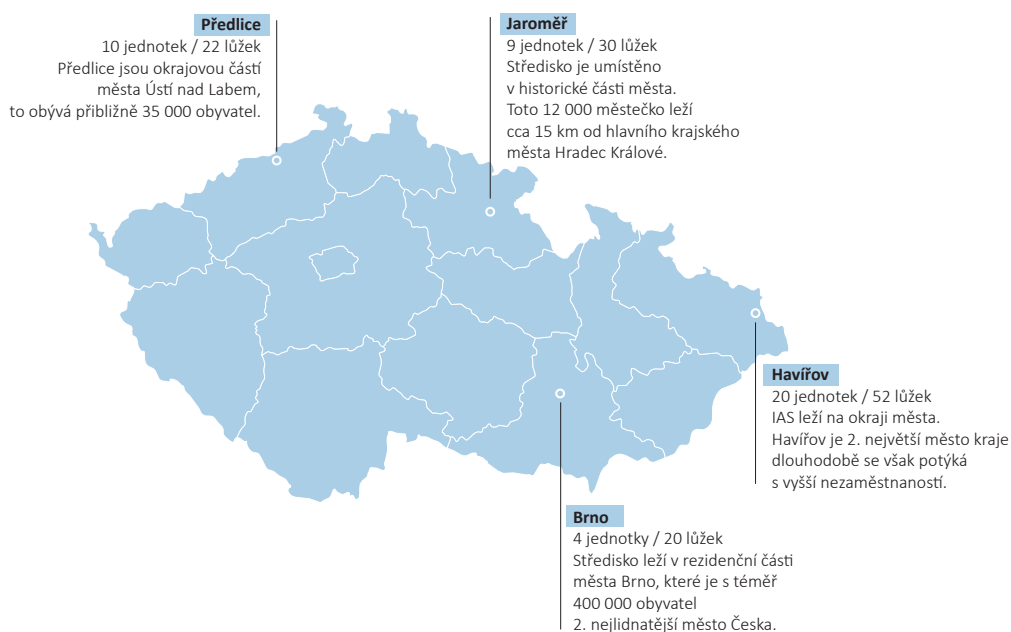 Předlice
10 jednotek / 22 lůžek
Předlice jsou okrajovou částí
města Ústí nad Labem,
to obývá přibližně 35 000 obyvatel.
Jaroměř
9 jednotek / 30 lůžek
Středisko je umístěno
v historické části města.
Toto 12 000 městečko leží
cca 15 km od hlavního krajského
města Hradec Králové.
Havířov
20 jednotek / 52 lůžek
IAS leží na okraji města.
Havířov je 2. největší město kraje
dlouhodobě se však potýká
s vyšší nezaměstnaností.
Brno
4 jednotky / 20 lůžek
Středisko leží v rezidenční části
města Brno, které je s téměř
400 000 obyvatel
2. nejlidnatější město Česka.